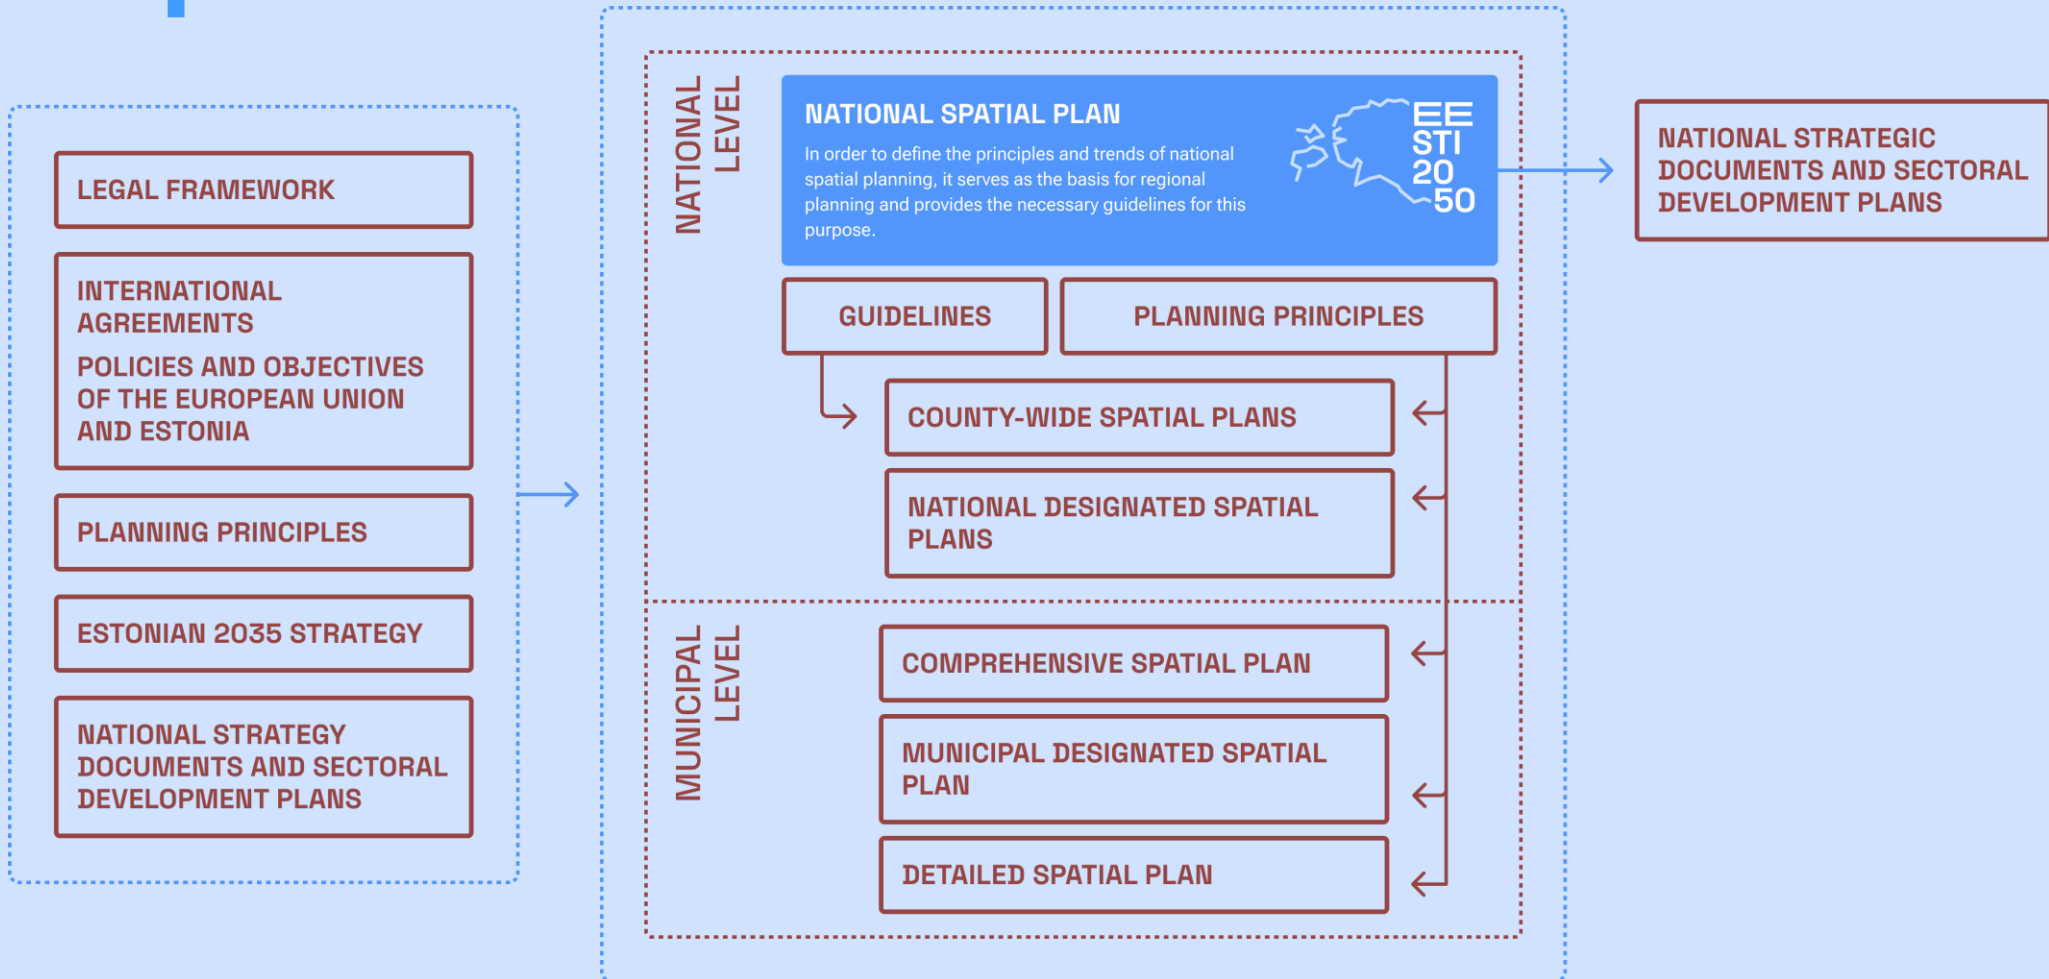 LEGAL FRAMEWORK
INTERNATIONAL
AGREEMENTS
POLICIES AND OBJECTIVES
OF THE EUROPEAN UNION
AND ESTONIA
PLANNING PRINCIPLES
ESTONIAN 2035 STRATEGY
NATIONAL STRATEGY
DOCUMENTS AND SECTORAL
DEVELOPMENT PLANS
NATIONAL
LEVEL
NATIONAL SPATIAL PLAN
In order to define the principles and trends of national
spatial planning, it serves as the basis for regional
planning and provides the necessary guidelines for this
purpose.
EE
STI
20
50
GUIDELINES
PLANNING PRINCIPLES
COUNTY-WIDE SPATIAL PLANS
NATIONAL DESIGNATED SPATIAL
PLANS
MUNICIPAL
LEVEL
COMPREHENSIVE SPATIAL PLAN
MUNICIPAL DESIGNATED SPATIAL
PLAN
DETAILED SPATIAL PLAN
NATIONAL STRATEGIC
DOCUMENTS AND SECTORAL
DEVELOPMENT PLANS